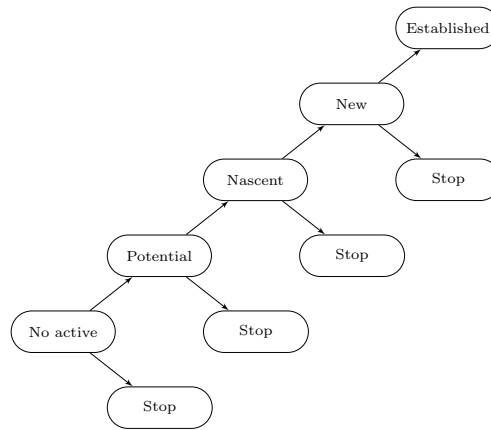 Established
New
Nascent
Stop
Potential
Stop
No active
Stop
Stop